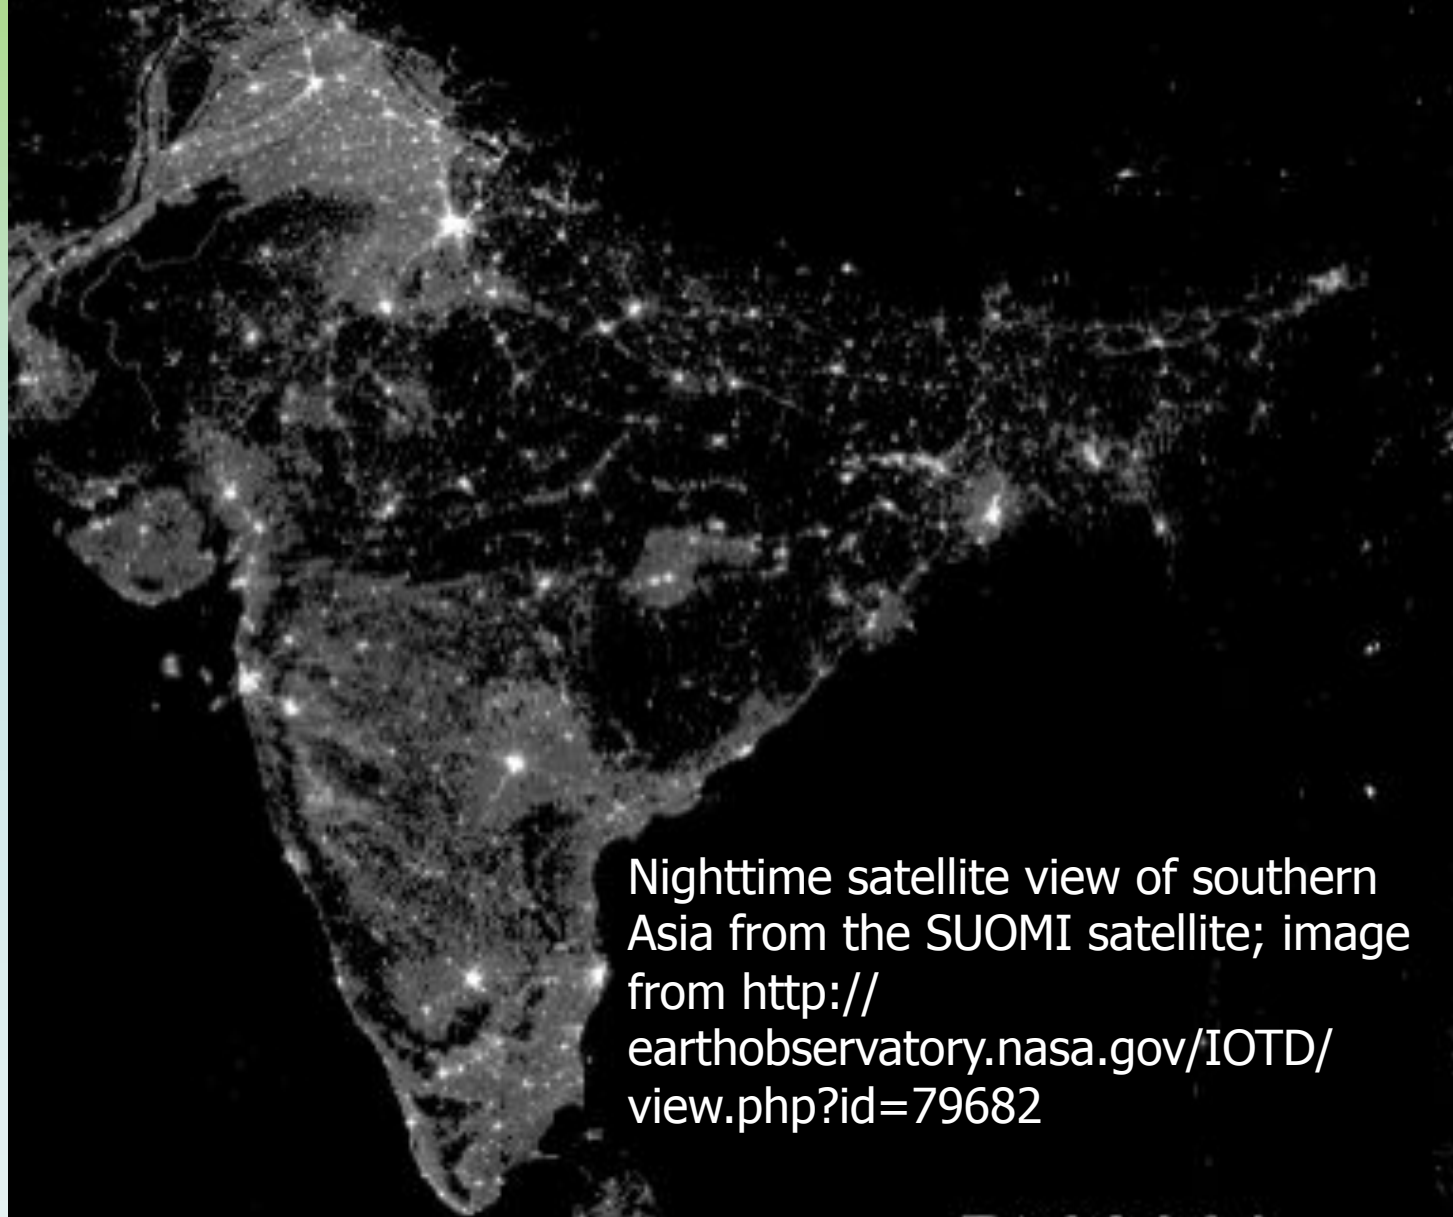 Nighttime satellite view of southern
Asia from the SUOMI satellite; image
from http://
earthobservatory.nasa.gov/IOTD/
view.php?id=79682